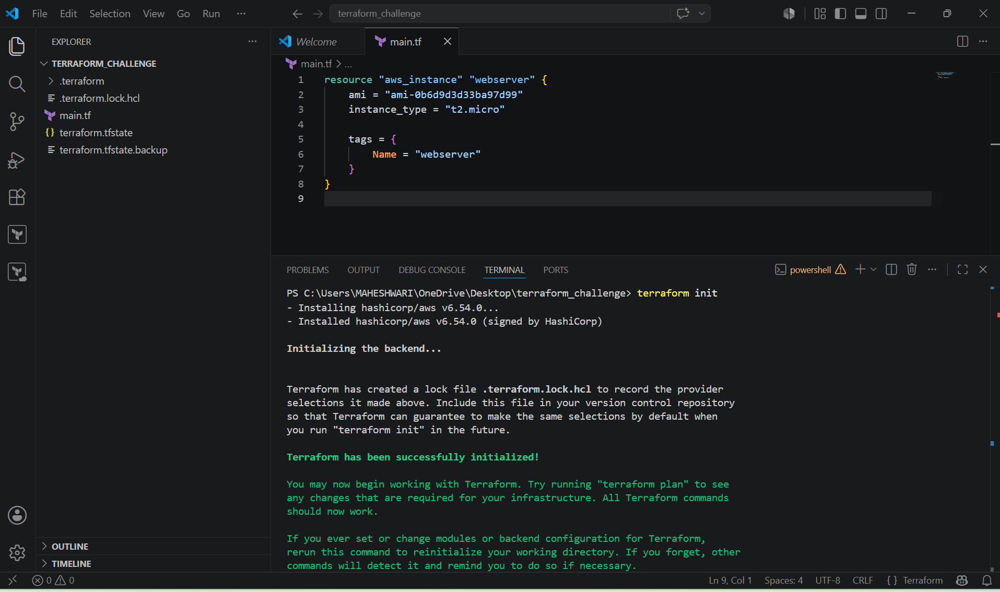 File Edit Selection View Go Run ···
terraform_challenge
EXPLORER
TERRAFORM_CHALLENGE
.terraform
.terraform.lock.hcl
main.tf
terraform.tfstate
terraform.tfstate.backup
OUTLINE
TIMELINE
Welcome
main.tf
main.tf > ...
1 resource "aws_instance" "webserver" {
2 ami = "ami-0b6d9d3d33ba97d99"
3 instance_type = "t2.micro"
4
5 tags = {
6 Name = "webserver"
7 }
8 }
9
PROBLEMS OUTPUT DEBUG CONSOLE TERMINAL PORTS
powershell
PS C:\Users\MAHESHWARI\OneDrive\Desktop\terraform_challenge> terraform init
- Installing hashicorp/aws v6.54.0...
- Installed hashicorp/aws v6.54.0 (signed by HashiCorp)
Initializing the backend...
Terraform has created a lock file .terraform.lock.hcl to record the provider
selections it made above. Include this file in your version control repository
so that Terraform can guarantee to make the same selections by default when
you run "terraform init" in the future.
Terraform has been successfully initialized!
You may now begin working with Terraform. Try running "terraform plan" to see
any changes that are required for your infrastructure. All Terraform commands
should now work.
If you ever set or change modules or backend configuration for Terraform,
rerun this command to reinitialize your working directory. If you forget, other
commands will detect it and remind you to do so if necessary.
0 0
Ln 9, Col 1 Spaces: 4 UTF-8 CRLF { } Terraform